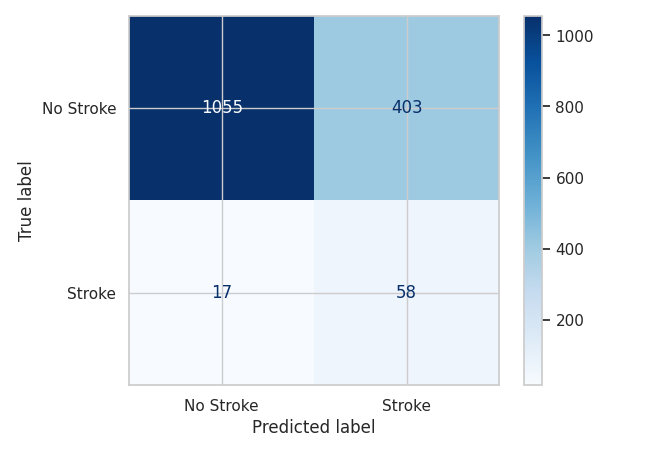 No Stroke
Stroke
True label
1055
403
17
58
No Stroke
Stroke
Predicted label
1000
800
600
400
200